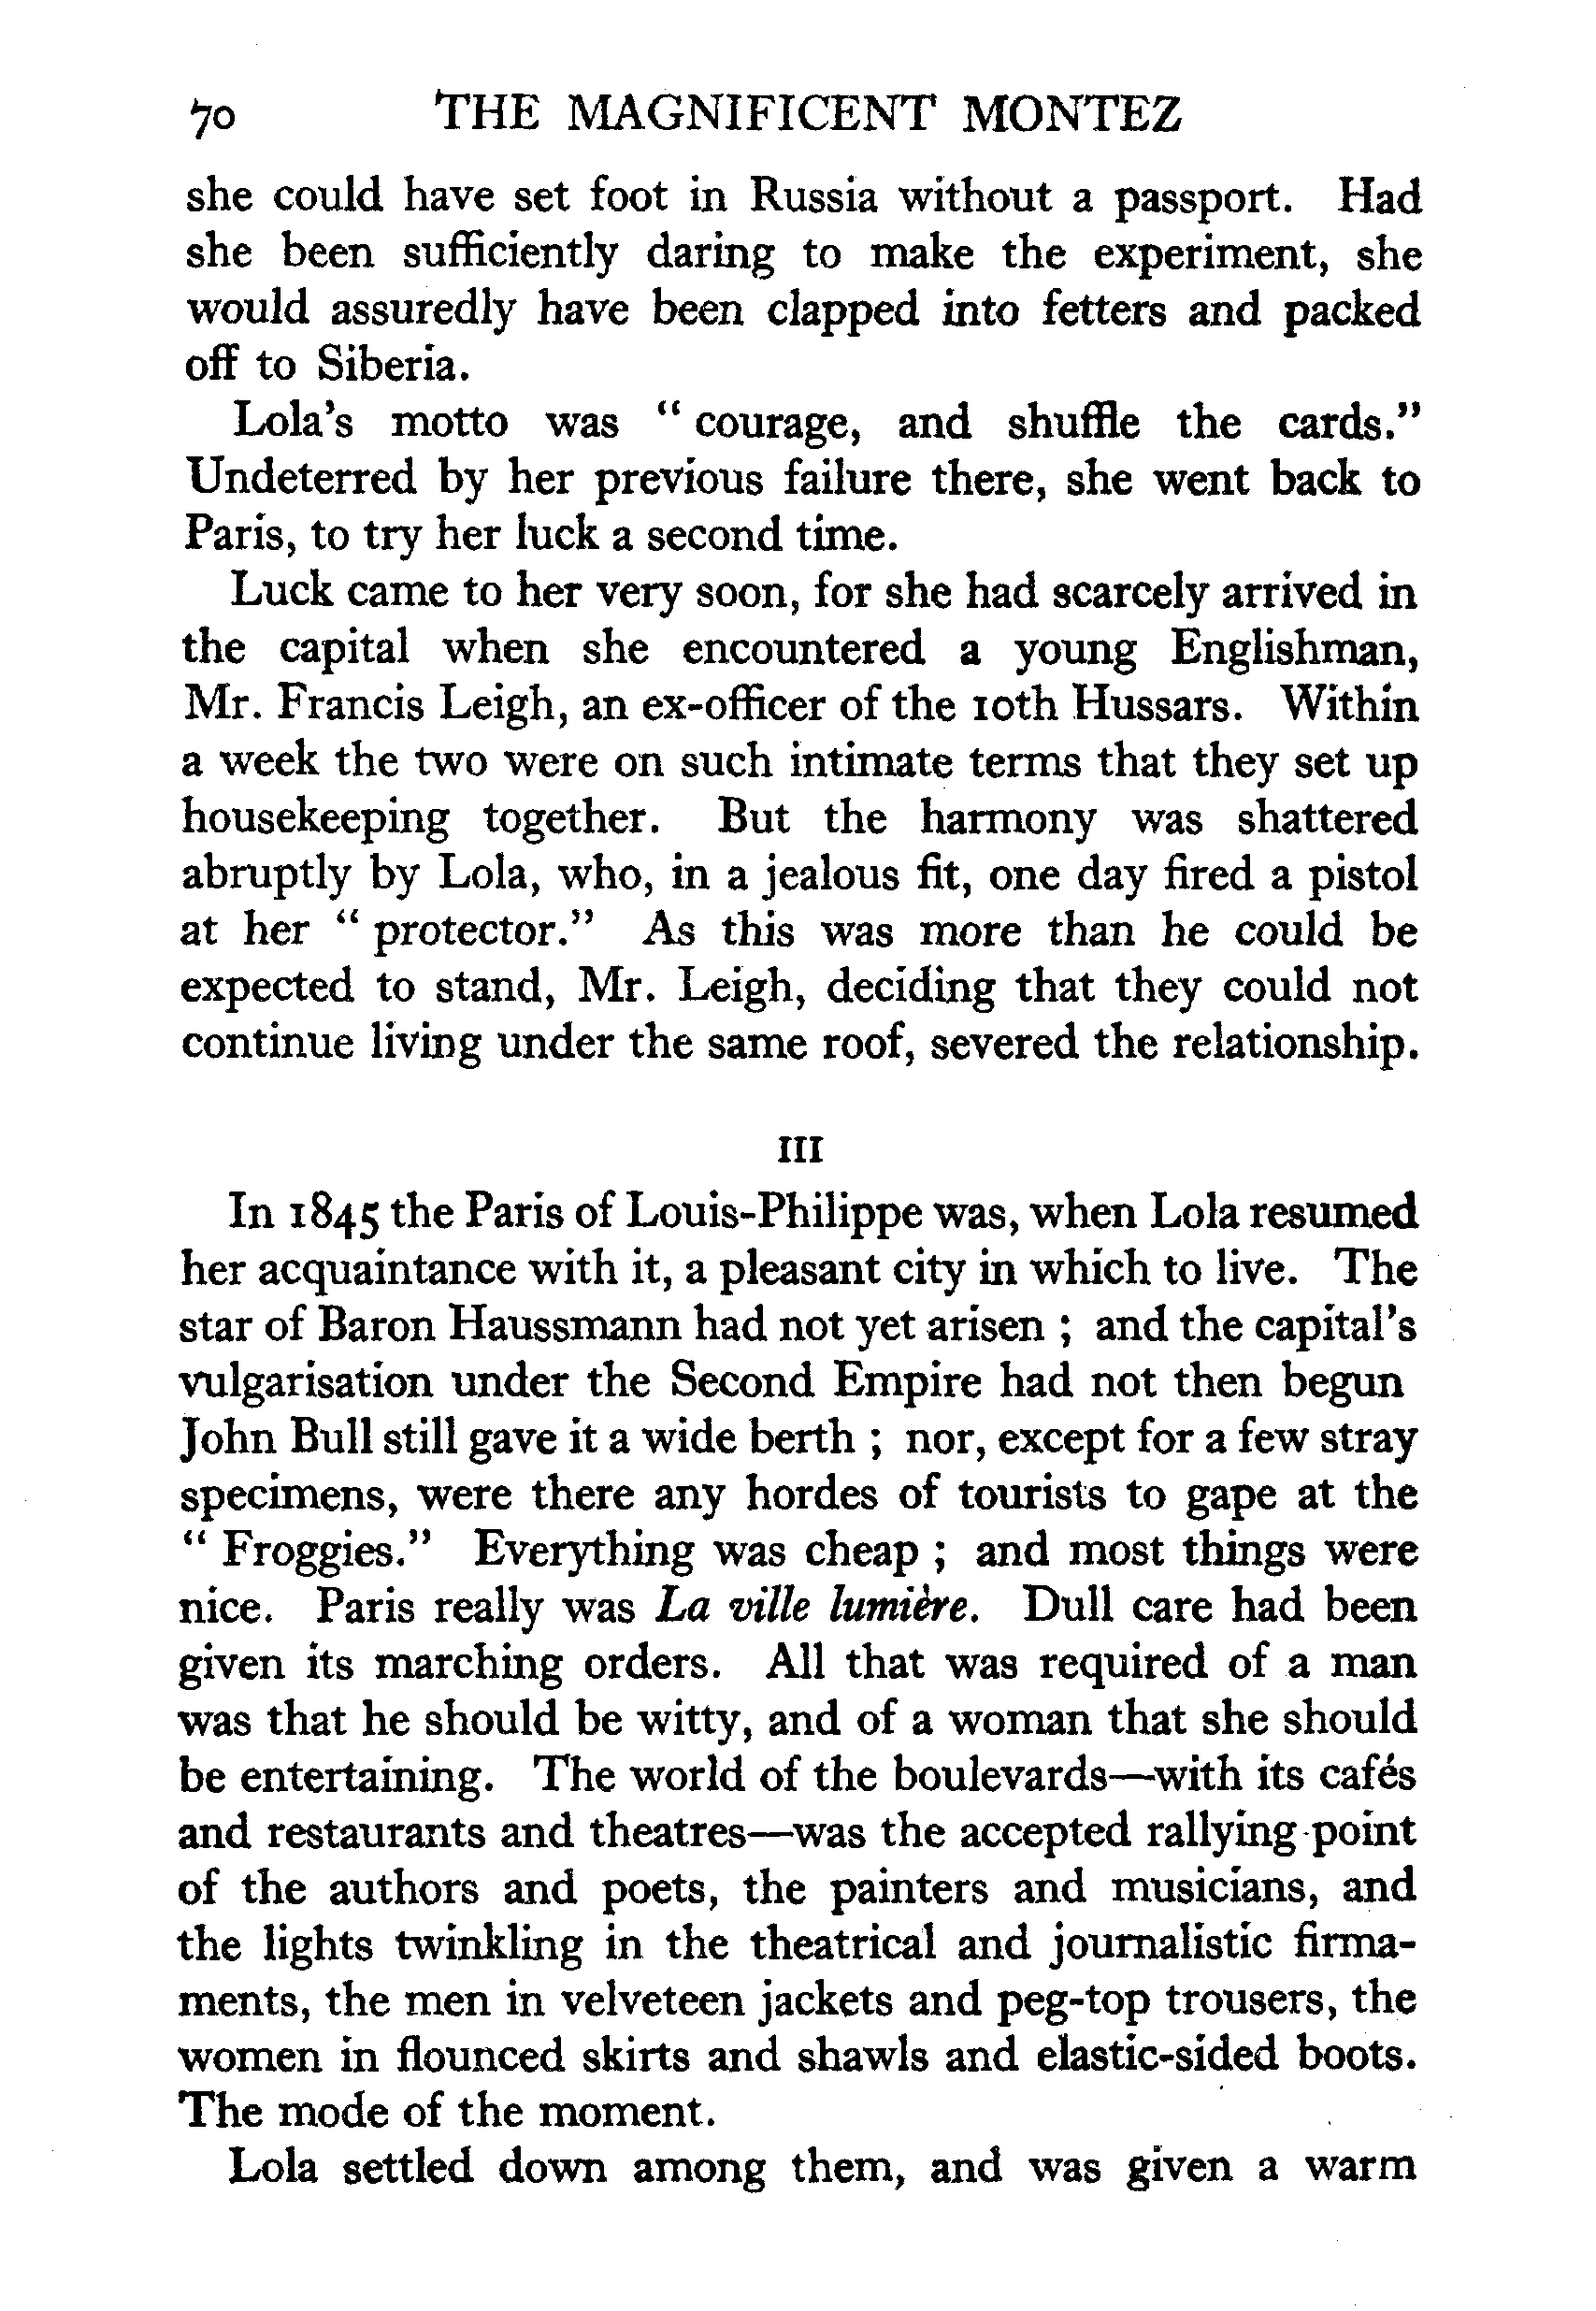 70 THE MAGNIFICENT MONTEZ
she could have set foot in Russia without a passport. Had
she been sufficiently daring to make the experiment, she
would assuredly have been clapped into fetters and packed
off to Siberia.
Lola's motto was " courage, and shuffle the cards."
Undeterred by her previous failure there, she went back to
Paris, to try her luck a second time.
Luck came to her very soon, for she had scarcely arrived in
the capital when she encountered a young Englishman,
Mr. Francis Leigh, an ex-officer of the 10th Hussars. Within
a week the two were on such intimate terms that they set up
housekeeping together. But the harmony was shattered
abruptly by Lola, who, in a jealous fit, one day fired a pistol
at her " protector." As this was more than he could be
expected to stand, Mr. Leigh, deciding that they could not
continue living under the same roof, severed the relationship.
III
In 1845 the Paris of Louis-Philippe was, when Lola resumed
her acquaintance with it, a pleasant city in which to live. The
star of Baron Haussmann had not yet arisen ; and the capital's
vulgarisation under the Second Empire had not then begun
John Bull still gave it a wide berth ; nor, except for a few stray
specimens, were there any hordes of tourists to gape at the
" Froggies." Everything was cheap ; and most things were
nice. Paris really was La ville lumière. Dull care had been
given its marching orders. All that was required of a man
was that he should be witty, and of a woman that she should
be entertaining. The world of the boulevards—with its cafés
and restaurants and theatres—was the accepted rallying point
of the authors and poets, the painters and musicians, and
the lights twinkling in the theatrical and journalistic firma-
ments, the men in velveteen jackets and peg-top trousers, the
women in flounced skirts and shawls and elastic-sided boots.
The mode of the moment.
Lola settled down among them, and was given a warm